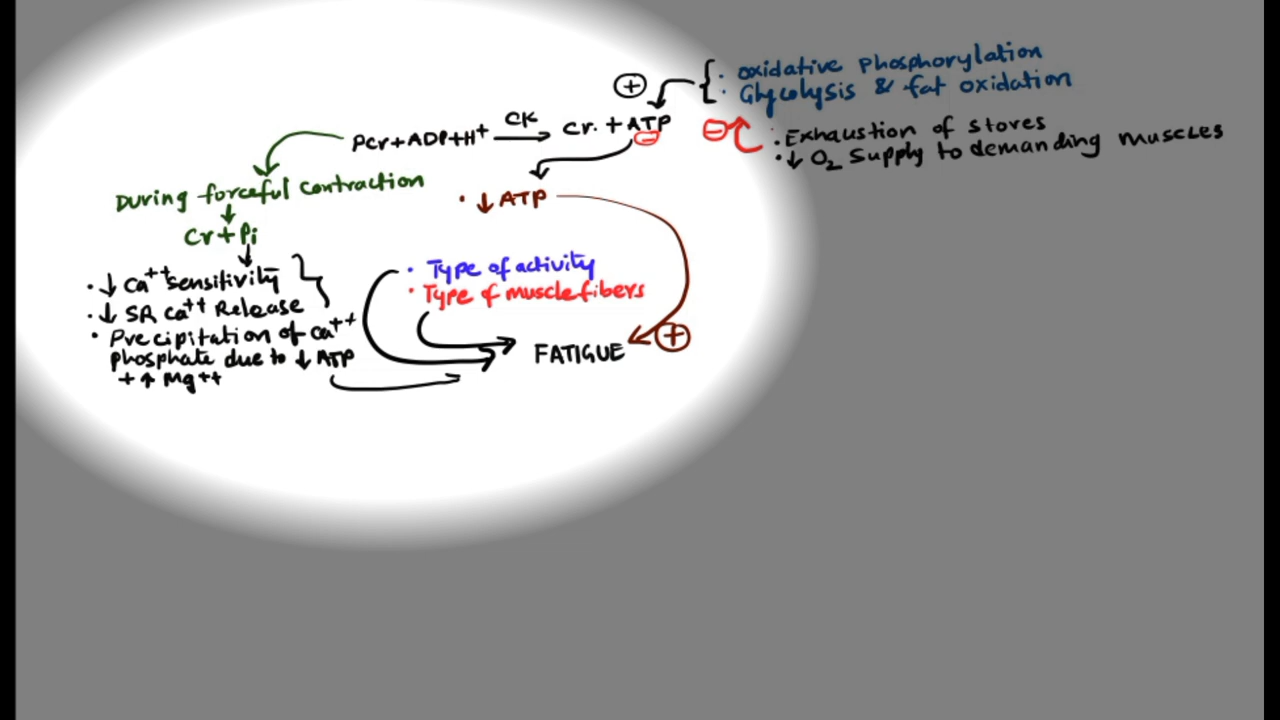 · oxidative phosphorylation
· Glycolysis & fat oxidation
+
CK
PCr+ADP+H+ → Cr. + ATP
−
−
· Exhaustion of stores
· ↓ O2 supply to demanding muscles
During forceful contraction
· ↓ ATP
↓
Cr + Pi
↓
· ↓ Ca++ sensitivity
· ↓ SR Ca++ Release
· Precipitation of Ca++
phosphate due to ↓ ATP
+ ↑ Mg++
· Type of activity
· Type of muscle fibers
FATIGUE
+